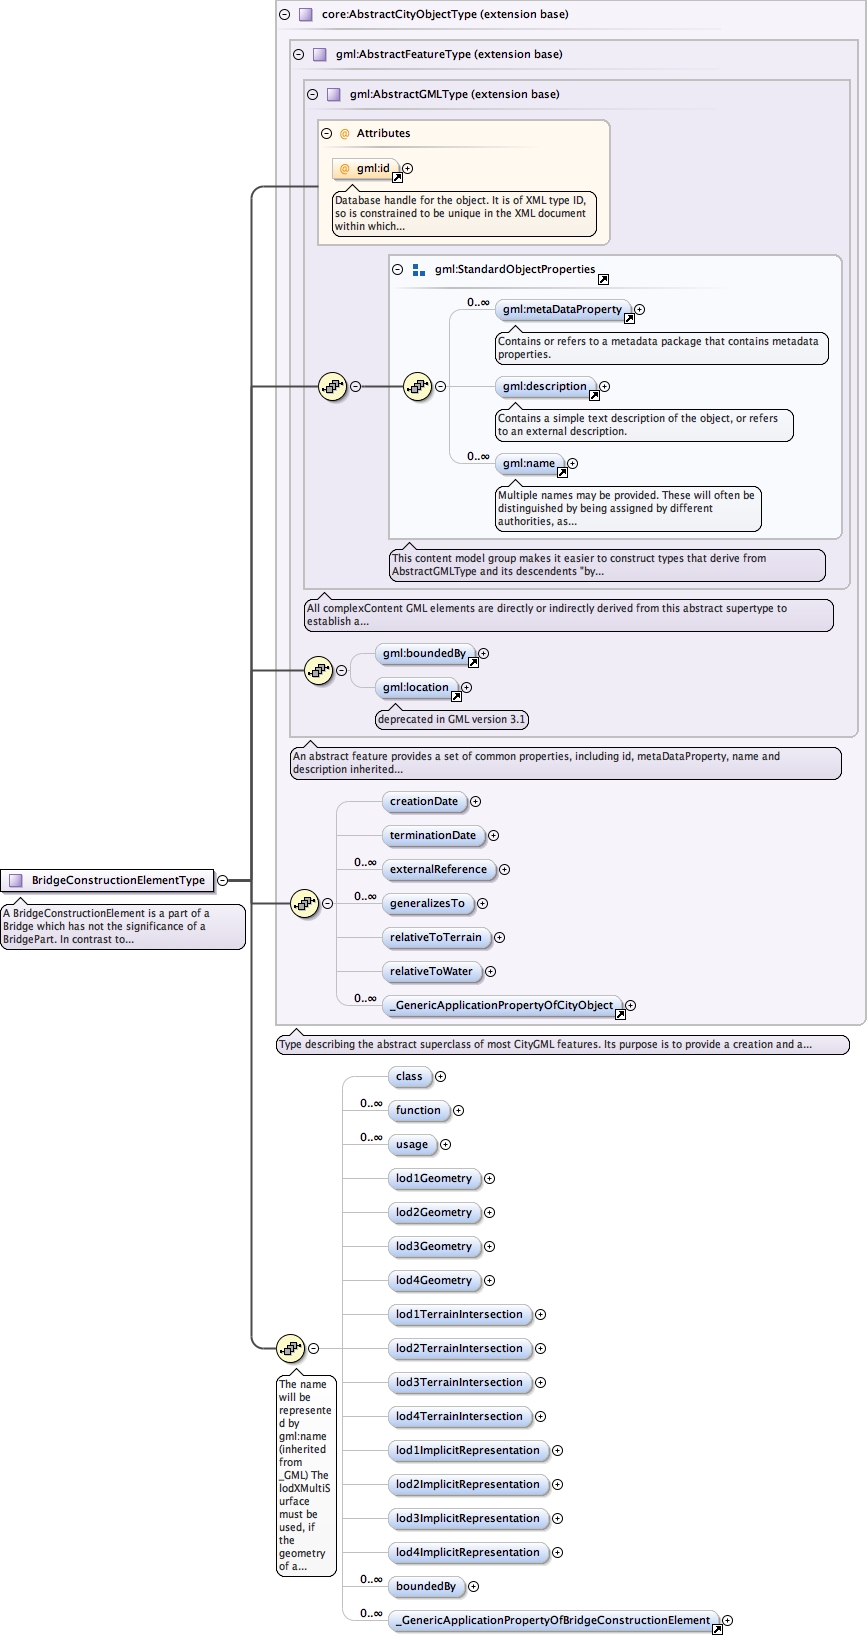 core:AbstractCityObjectType (extension base)
gml:AbstractFeatureType (extension base)
gml:AbstractGMLType (extension base)
@ Attributes
@ gml:id
Database handle for the object. It is of XML type ID,
so is constrained to be unique in the XML document
within which...
gml:StandardObjectProperties
0..∞
gml:metaDataProperty
Contains or refers to a metadata package that contains metadata
properties.
gml:description
Contains a simple text description of the object, or refers
to an external description.
0..∞
gml:name
Multiple names may be provided. These will often be
distinguished by being assigned by different
authorities, as...
This content model group makes it easier to construct types that derive from
AbstractGMLType and its descendents "by...
All complexContent GML elements are directly or indirectly derived from this abstract supertype to
establish a...
gml:boundedBy
gml:location
deprecated in GML version 3.1
An abstract feature provides a set of common properties, including id, metaDataProperty, name and
description inherited...
creationDate
terminationDate
0..∞
externalReference
0..∞
generalizesTo
relativeToTerrain
relativeToWater
0..∞
_GenericApplicationPropertyOfCityObject
BridgeConstructionElementType
A BridgeConstructionElement is a part of a
Bridge which has not the significance of a
BridgePart. In contrast to...
Type describing the abstract superclass of most CityGML features. Its purpose is to provide a creation and a...
class
0..∞
function
0..∞
usage
lod1Geometry
lod2Geometry
lod3Geometry
lod4Geometry
lod1TerrainIntersection
lod2TerrainIntersection
lod3TerrainIntersection
lod4TerrainIntersection
lod1ImplicitRepresentation
lod2ImplicitRepresentation
lod3ImplicitRepresentation
lod4ImplicitRepresentation
0..∞
boundedBy
0..∞
_GenericApplicationPropertyOfBridgeConstructionElement
The name
will be
represente
d by
gml:name
(inherited
from
_GML) The
lodXMultiS
urface
must be
used, if
the
geometry
of a...